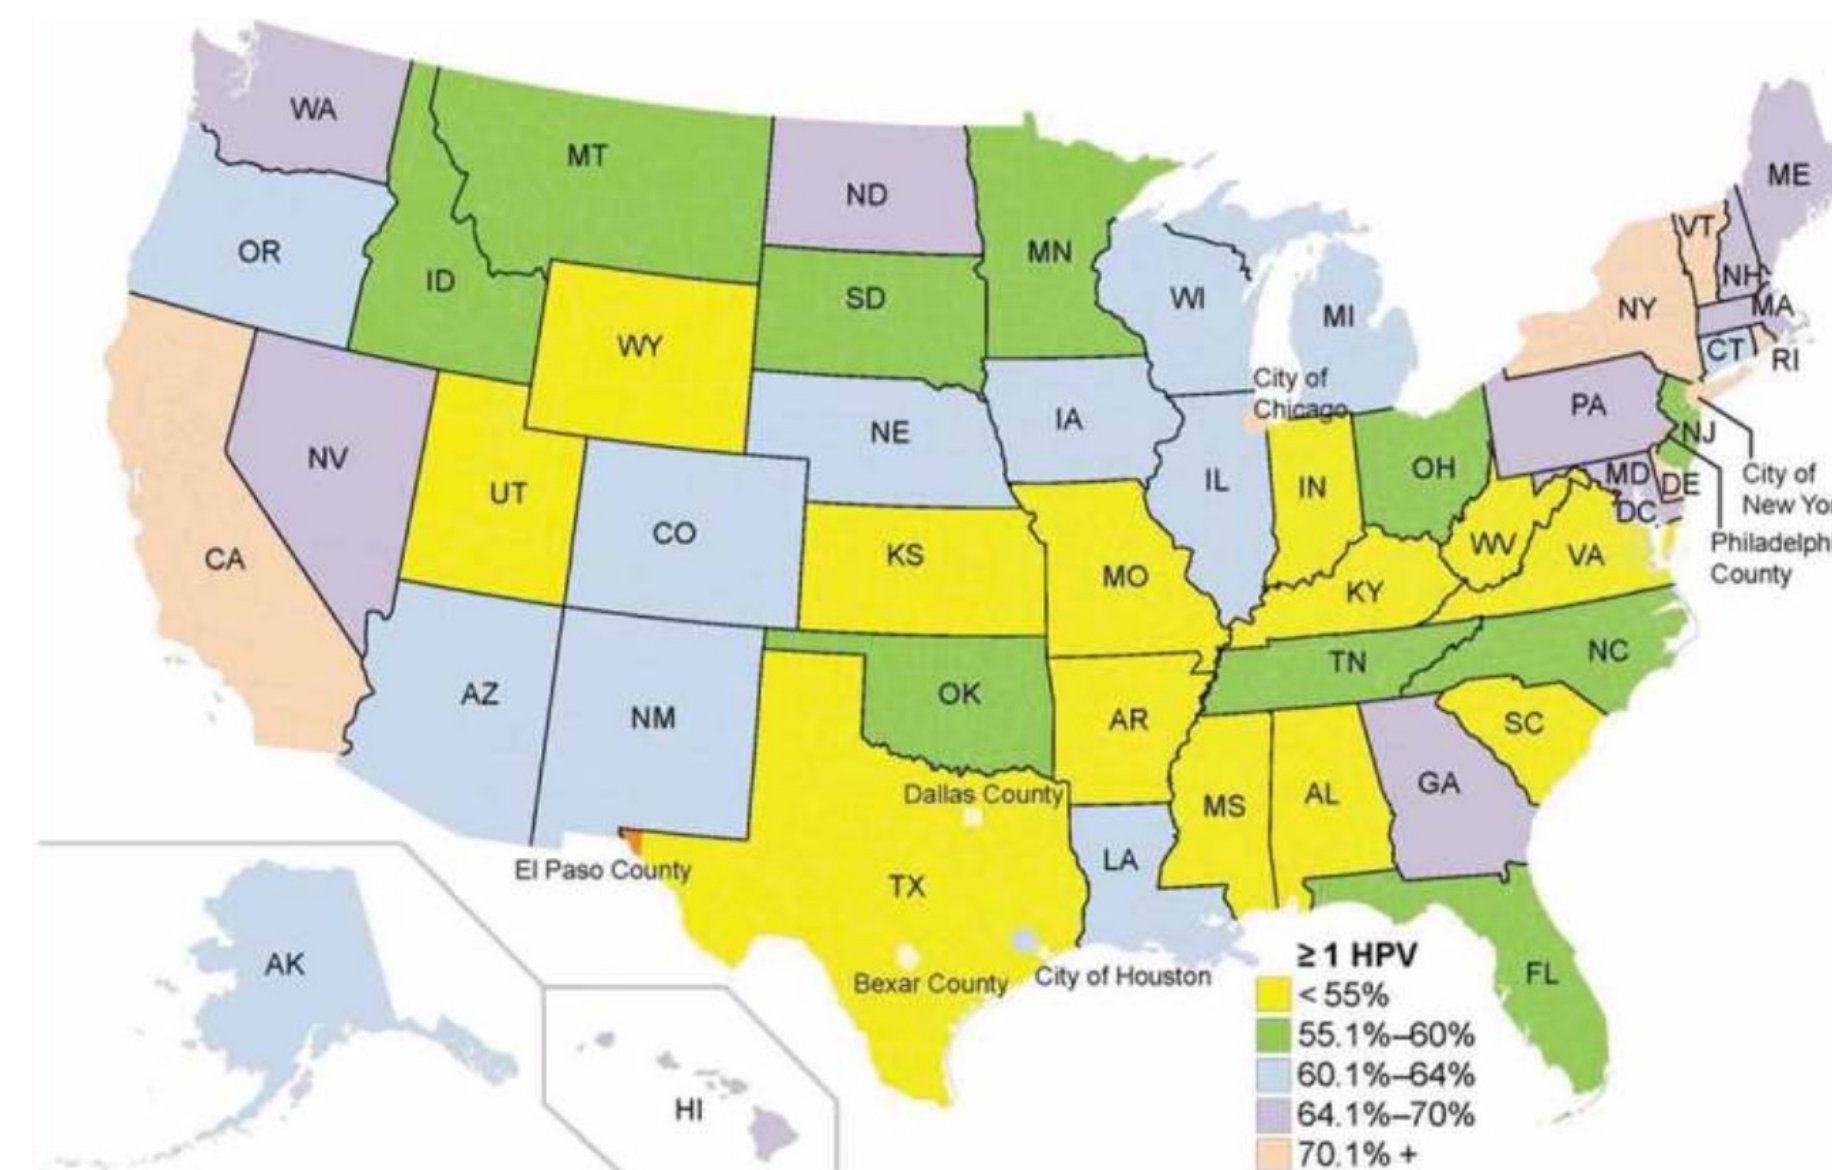 WA
MT
ND
ME
OR
ID
MN
VT
SD
WI
NH
NY
MA
MI
WY
CT
RI
City of
Chicago
PA
NE
IA
NJ
NV
UT
IL
IN
OH
MD
DE
City of
New Yo
DC
CO
CA
KS
MO
WV
VA
Philadelph
County
KY
AZ
NM
OK
AR
TN
NC
SC
Dallas County
MS
AL
GA
El Paso County
TX
LA
AK
Bexar County
City of Houston
FL
HI
≥ 1 HPV
< 55%
55.1%–60%
60.1%–64%
64.1%–70%
70.1% +